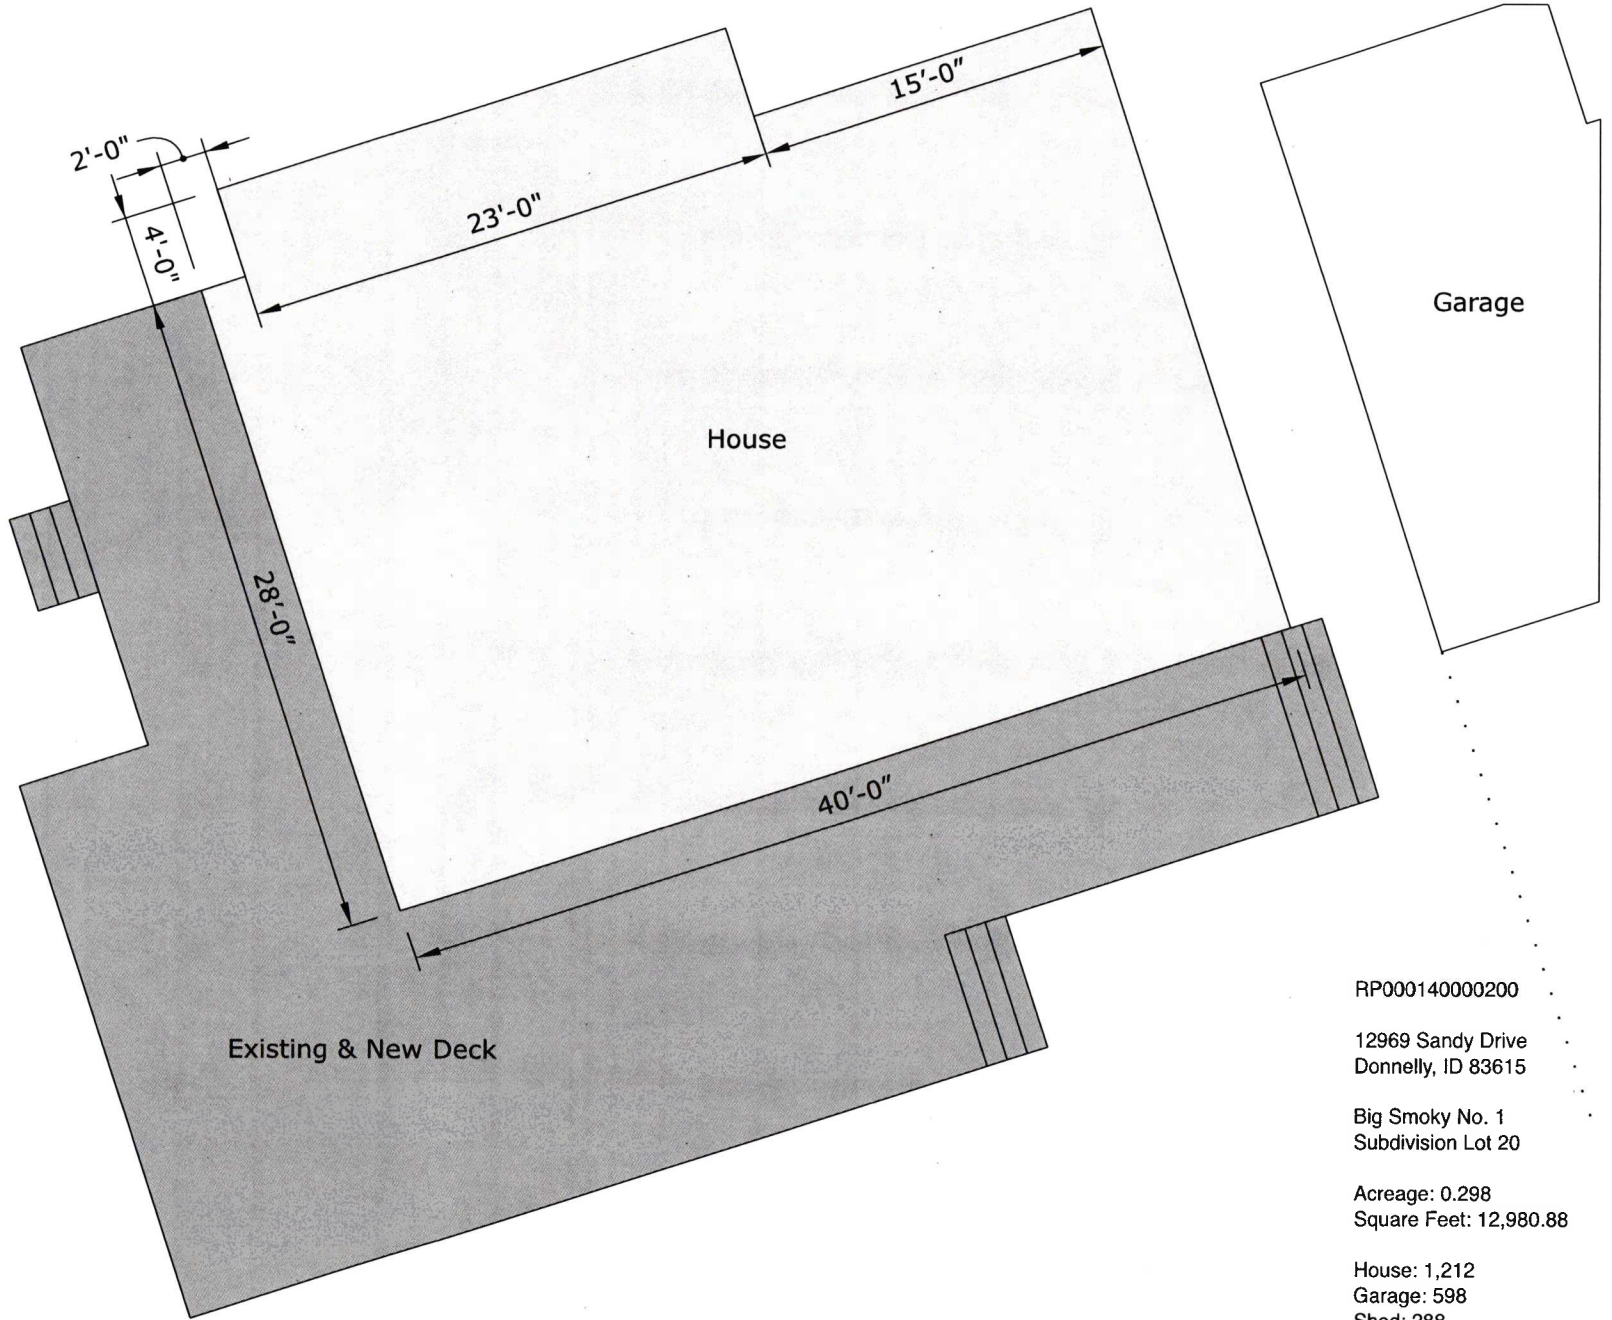 15'-0"
2'-0"
23'-0"
4'-0"
Garage
House
28'-0"
40'-0"
Existing & New Deck
RP000140000200
12969 Sandy Drive
Donnelly, ID 83615
Big Smoky No. 1
Subdivision Lot 20
Acreage: 0.298
Square Feet: 12,980.88
House: 1,212
Garage: 598
Shed: 288